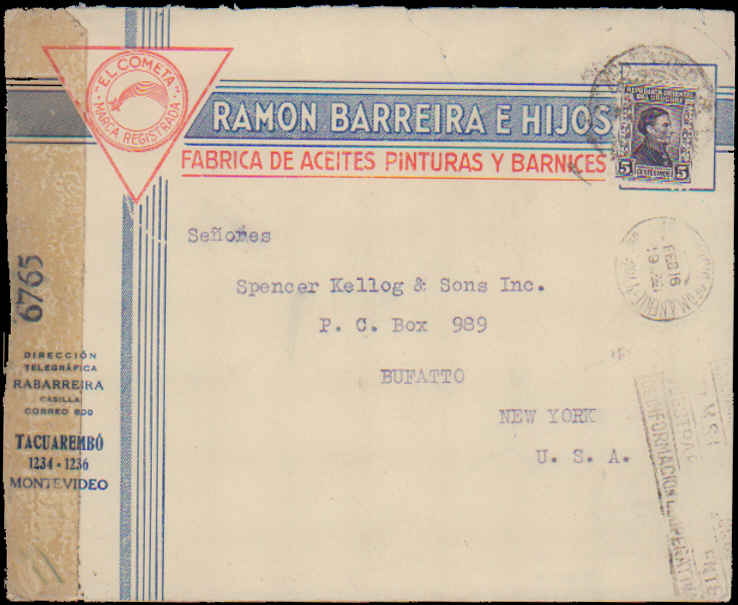 "EL COMETA"
MARCA REGISTRADA
RAMON BARREIRA E HIJOS
FABRICA DE ACEITES PINTURAS Y BARNICES
REPUBLICA ORIENTAL
DEL URUGUAY
5 CENTESIMOS 5
Señores
Spencer Kellog & Sons Inc.
P. C. Box 989
BUFATTO
NEW YORK
U. S. A.
FEB 16
6765
DIRECCIÓN
TELEGRÁFICA
RABARREIRA
CASILLA
CORREO 600
TACUAREMBÓ
1234 - 1236
MONTEVIDEO
INFORMACION